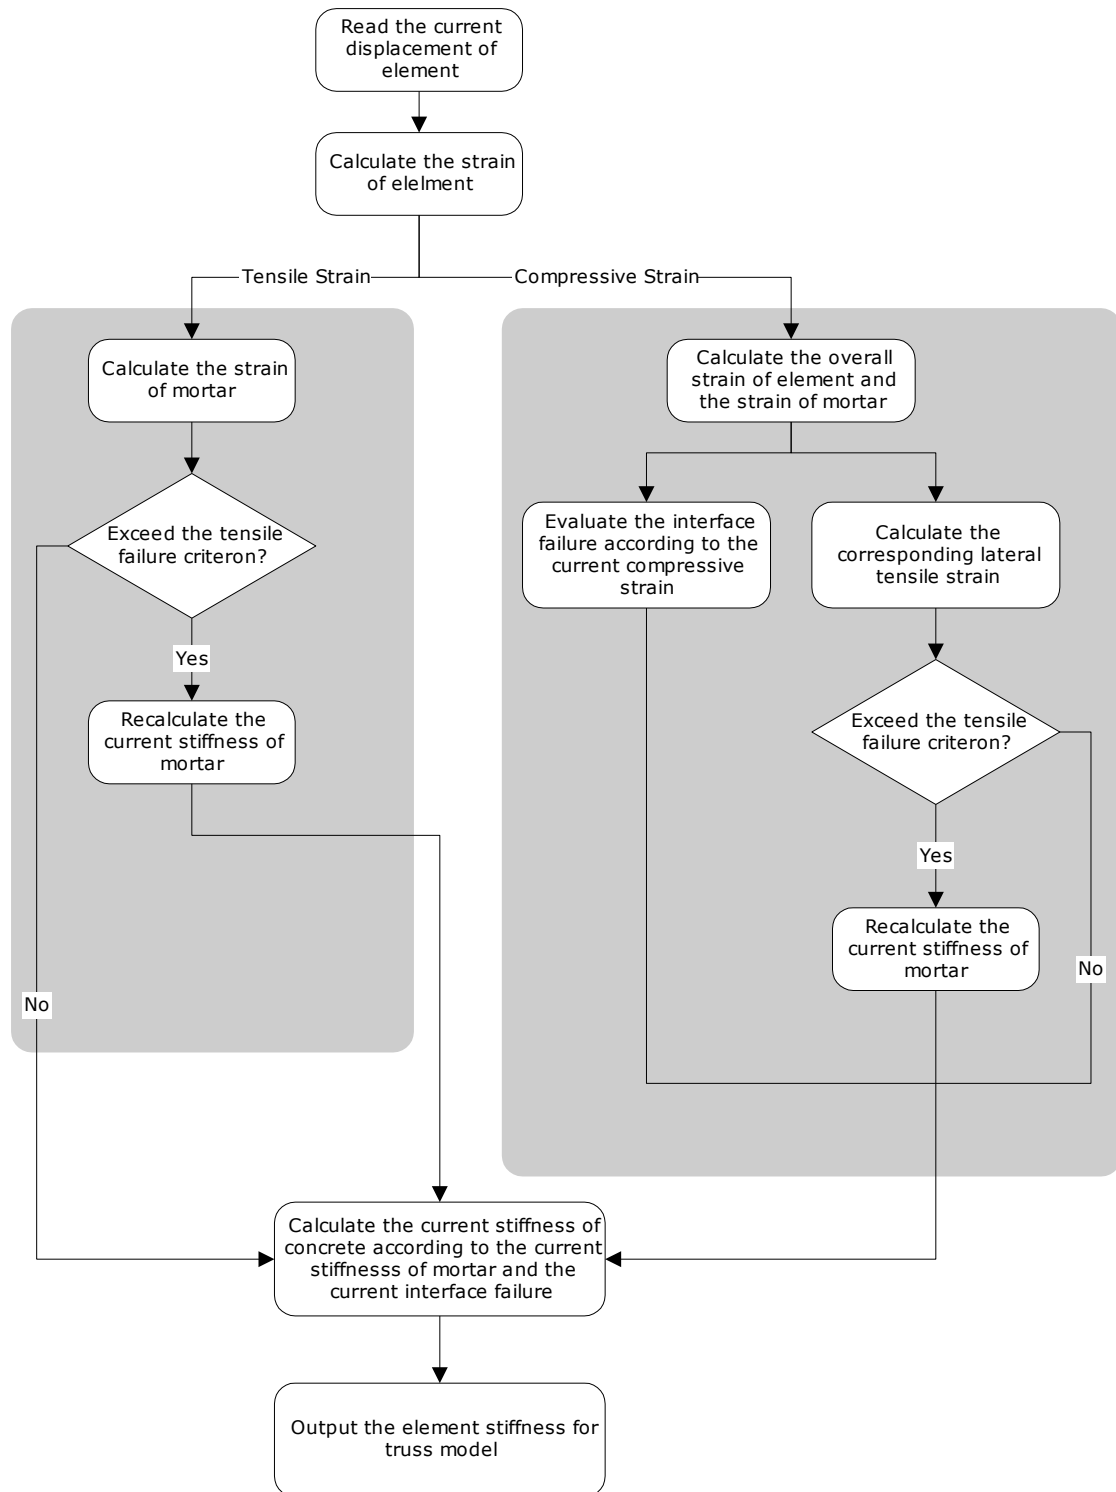 Read the current
displacement of
element
Calculate the strain
of elelment
Tensile Strain
Compressive Strain
Calculate the strain
of mortar
Calculate the overall
strain of element and
the strain of mortar
Exceed the tensile
failure criteron?
Evaluate the interface
failure according to the
current compressive
strain
Calculate the
corresponding lateral
tensile strain
Yes
Recalculate the
current stiffness of
mortar
Exceed the tensile
failure criteron?
Yes
Recalculate the
current stiffness of
mortar
No
No
Calculate the current stiffness of
concrete according to the current
stiffnesss of mortar and the
current interface failure
Output the element stiffness for
truss model